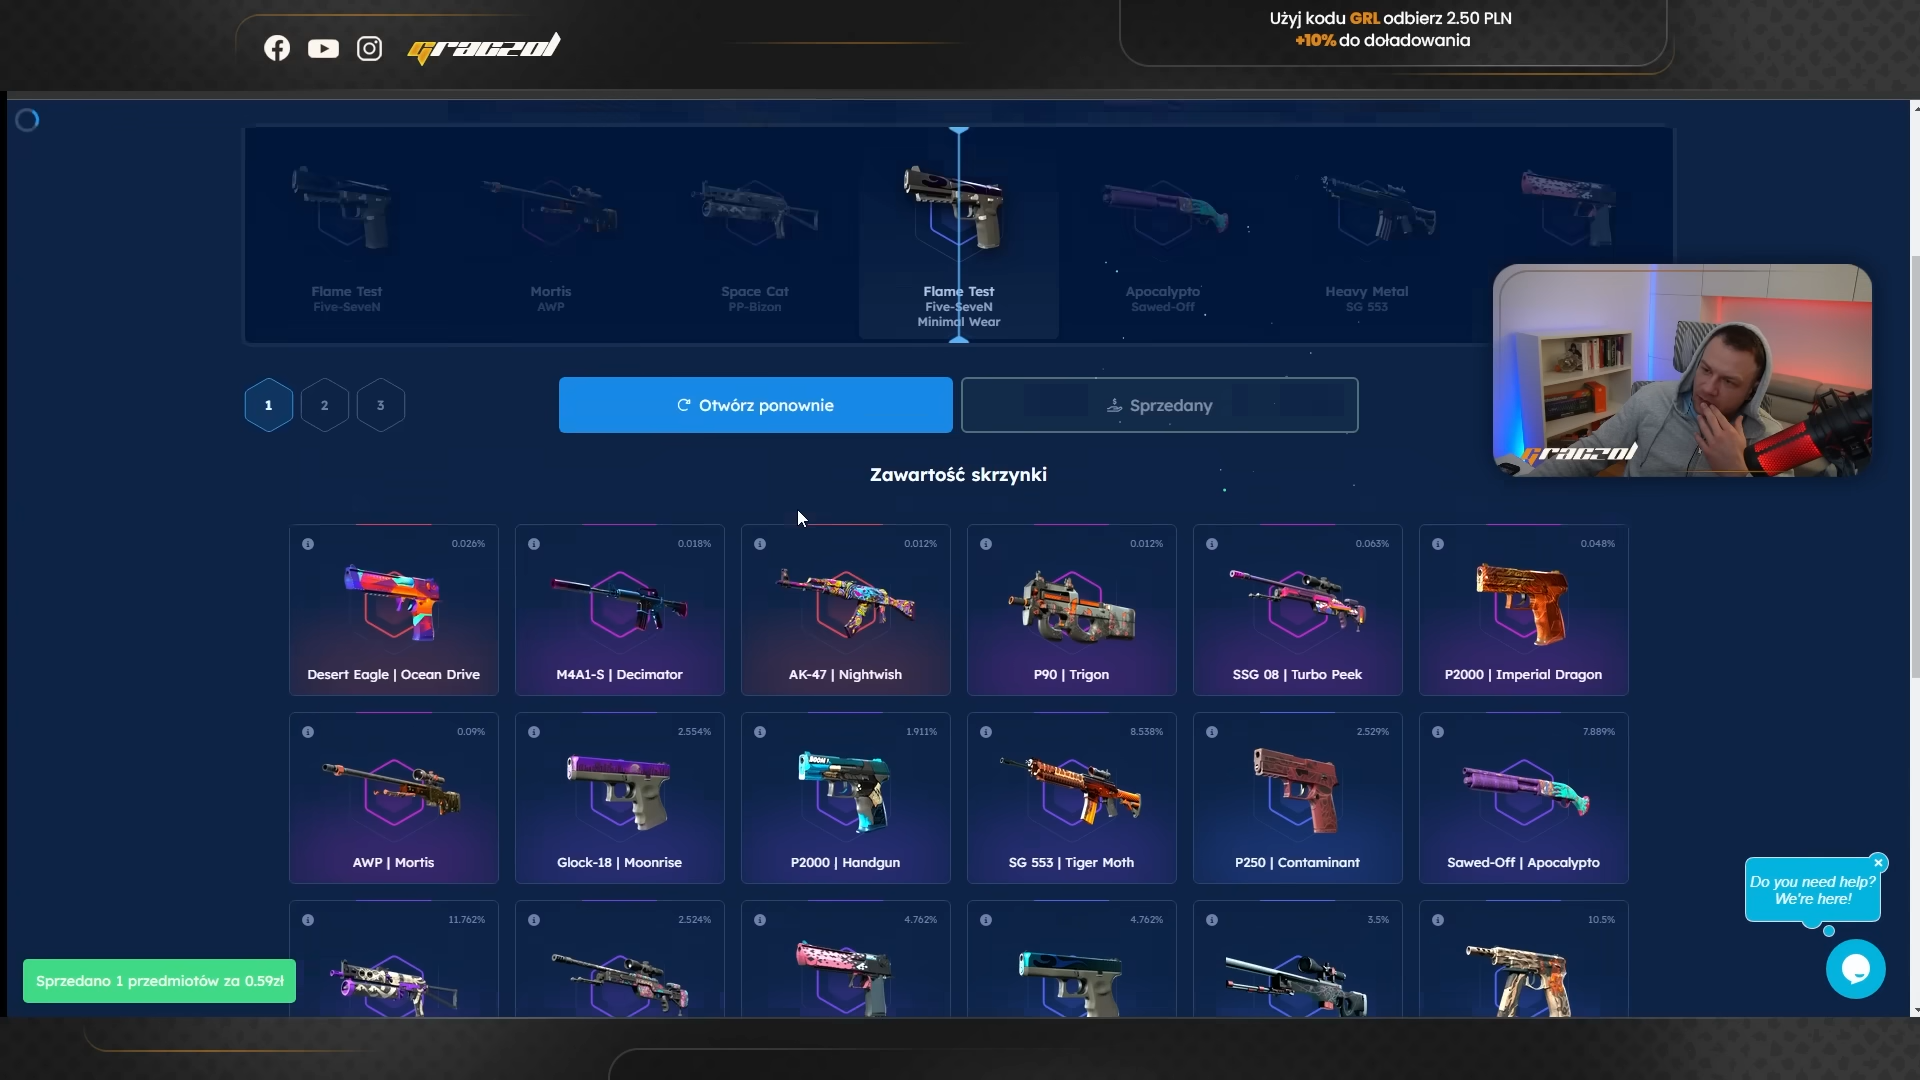 graczol
Użyj kodu GRL odbierz 2.50 PLN
+10% do doładowania
Flame Test
Five-SeveN
Mortis
AWP
Space Cat
PP-Bizon
Flame Test
Five-SeveN
Minimal Wear
Apocalypto
Sawed-Off
Heavy Metal
SG 553
1
2
3
Otwórz ponownie
Sprzedany
graczol
Zawartość skrzynki
0.026%
Desert Eagle | Ocean Drive
0.018%
M4A1-S | Decimator
0.012%
AK-47 | Nightwish
0.012%
P90 | Trigon
0.063%
SSG 08 | Turbo Peek
0.048%
P2000 | Imperial Dragon
0.09%
AWP | Mortis
2.554%
Glock-18 | Moonrise
1.911%
P2000 | Handgun
8.538%
SG 553 | Tiger Moth
2.529%
P250 | Contaminant
7.889%
Sawed-Off | Apocalypto
11.762%
2.524%
4.762%
4.762%
3.5%
10.5%
Do you need help?
We're here!
Sprzedano 1 przedmiotów za 0.59zł